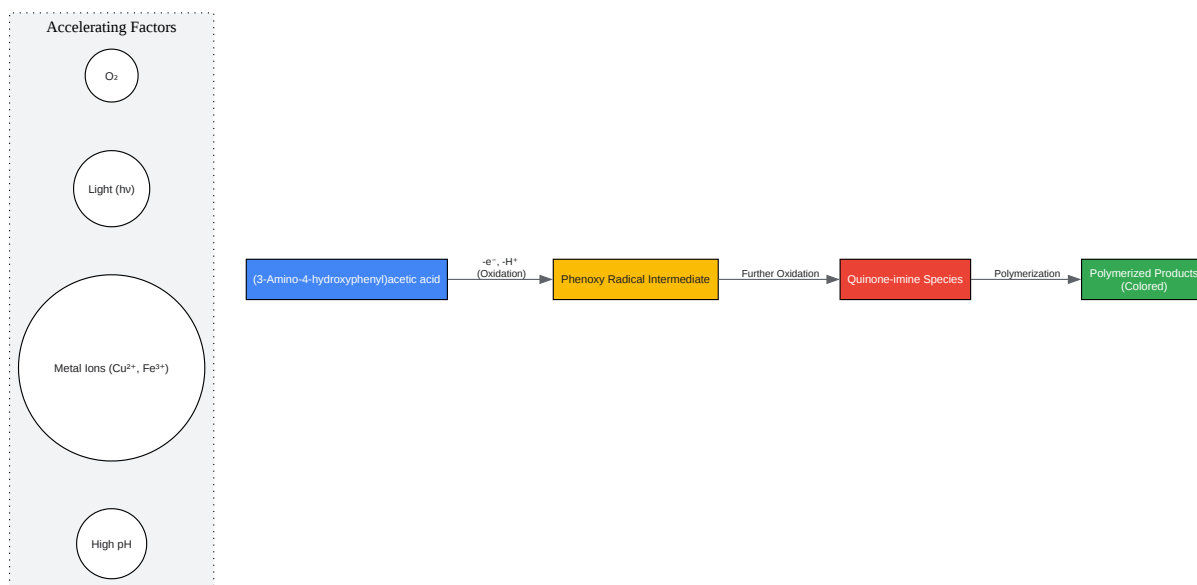 Accelerating Factors
O₂
Light (hν)
Metal Ions (Cu²⁺, Fe³⁺)
High pH
(3-Amino-4-hydroxyphenyl)acetic acid
-e⁻, -H⁺
(Oxidation)
Phenoxy Radical Intermediate
Further Oxidation
Quinone-imine Species
Polymerization
Polymerized Products
(Colored)